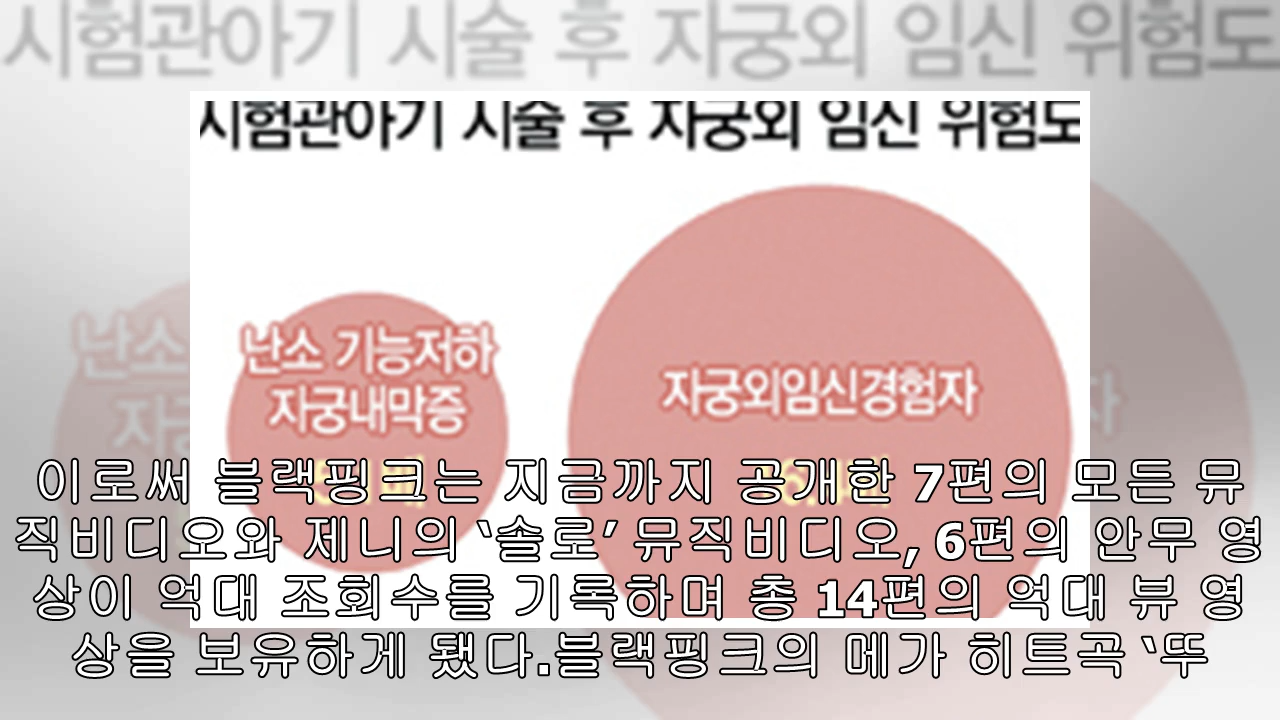 시험관아기 시술 후 자궁외 임신 위험도
시험관아기 시술 후 자궁외 임신 위험도
난소 기능저하
자궁내막증
자궁외임신경험자
이로써 블랙핑크는 지금까지 공개한 7편의 모든 뮤
직비디오와 제니의 ‘솔로’ 뮤직비디오, 6편의 안무 영
상이 억대 조회수를 기록하며 총 14편의 억대 뷰 영
상을 보유하게 됐다.블랙핑크의 메가 히트곡 ‘뚜